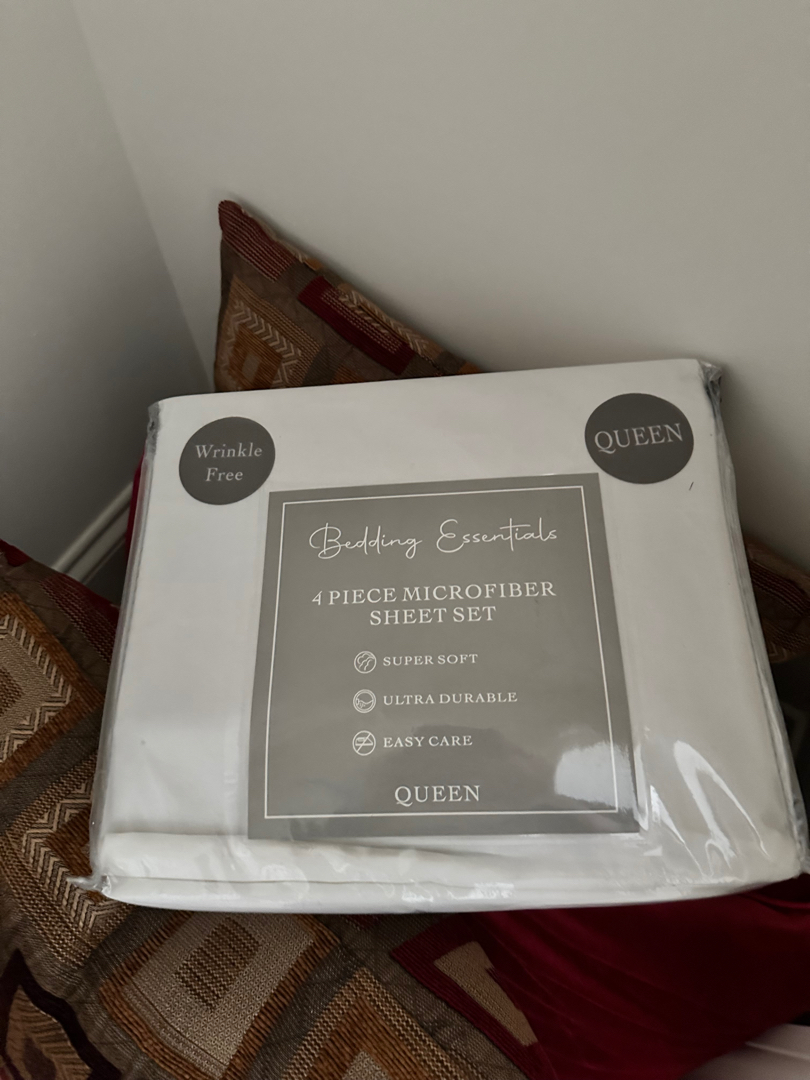 Wrinkle
Free
QUEEN
Bedding Essentials
4 PIECE MICROFIBER
SHEET SET
SUPER SOFT
ULTRA DURABLE
EASY CARE
QUEEN